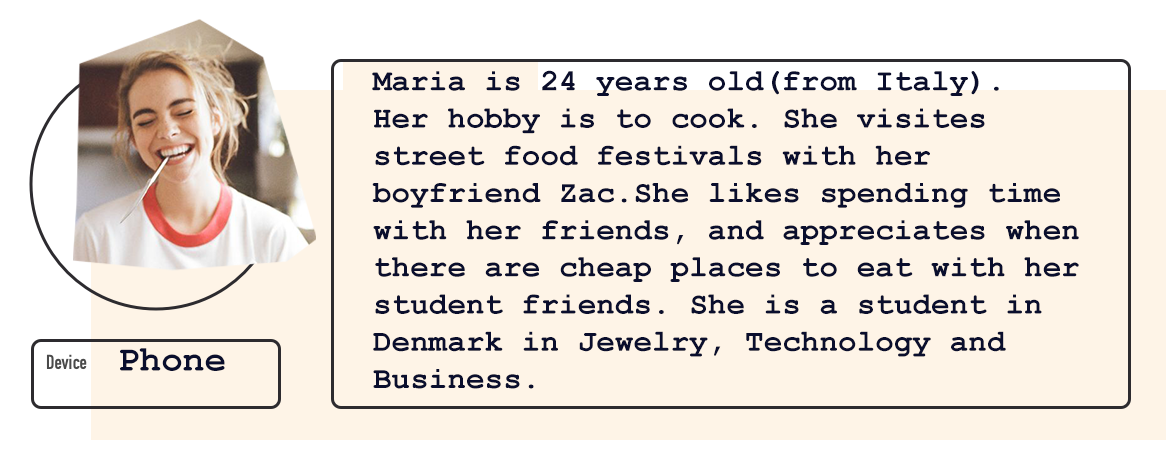 Maria is 24 years old(from Italy).
Her hobby is to cook. She visites
street food festivals with her
boyfriend Zac.She likes spending time
with her friends, and appreciates when
there are cheap places to eat with her
student friends. She is a student in
Denmark in Jewelry, Technology and
Business.
Device Phone